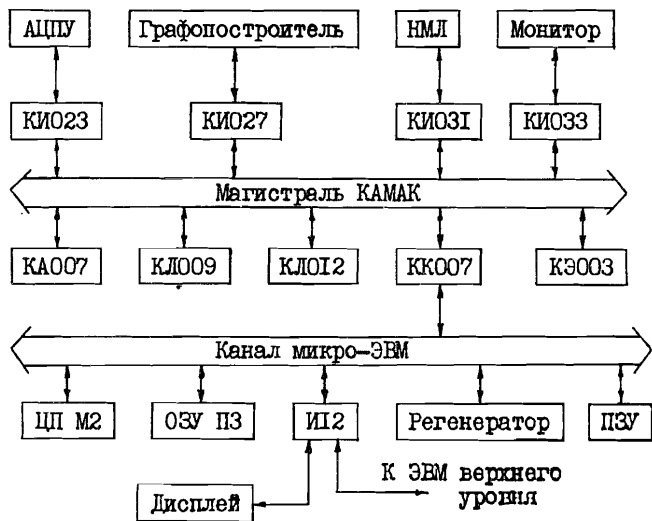 АЦПУ
Графопостроитель
НМЛ
Монитор
КИ023
КИ027
КИ031
КИ033
Магистраль КАМАК
КА007
КЛ009
КЛ012
КК007
КЭ003
Канал микро-ЭВМ
ЦП М2
ОЗУ П3
И12
Регенератор
ПЗУ
К ЭВМ верхнего
уровня
Дисплей